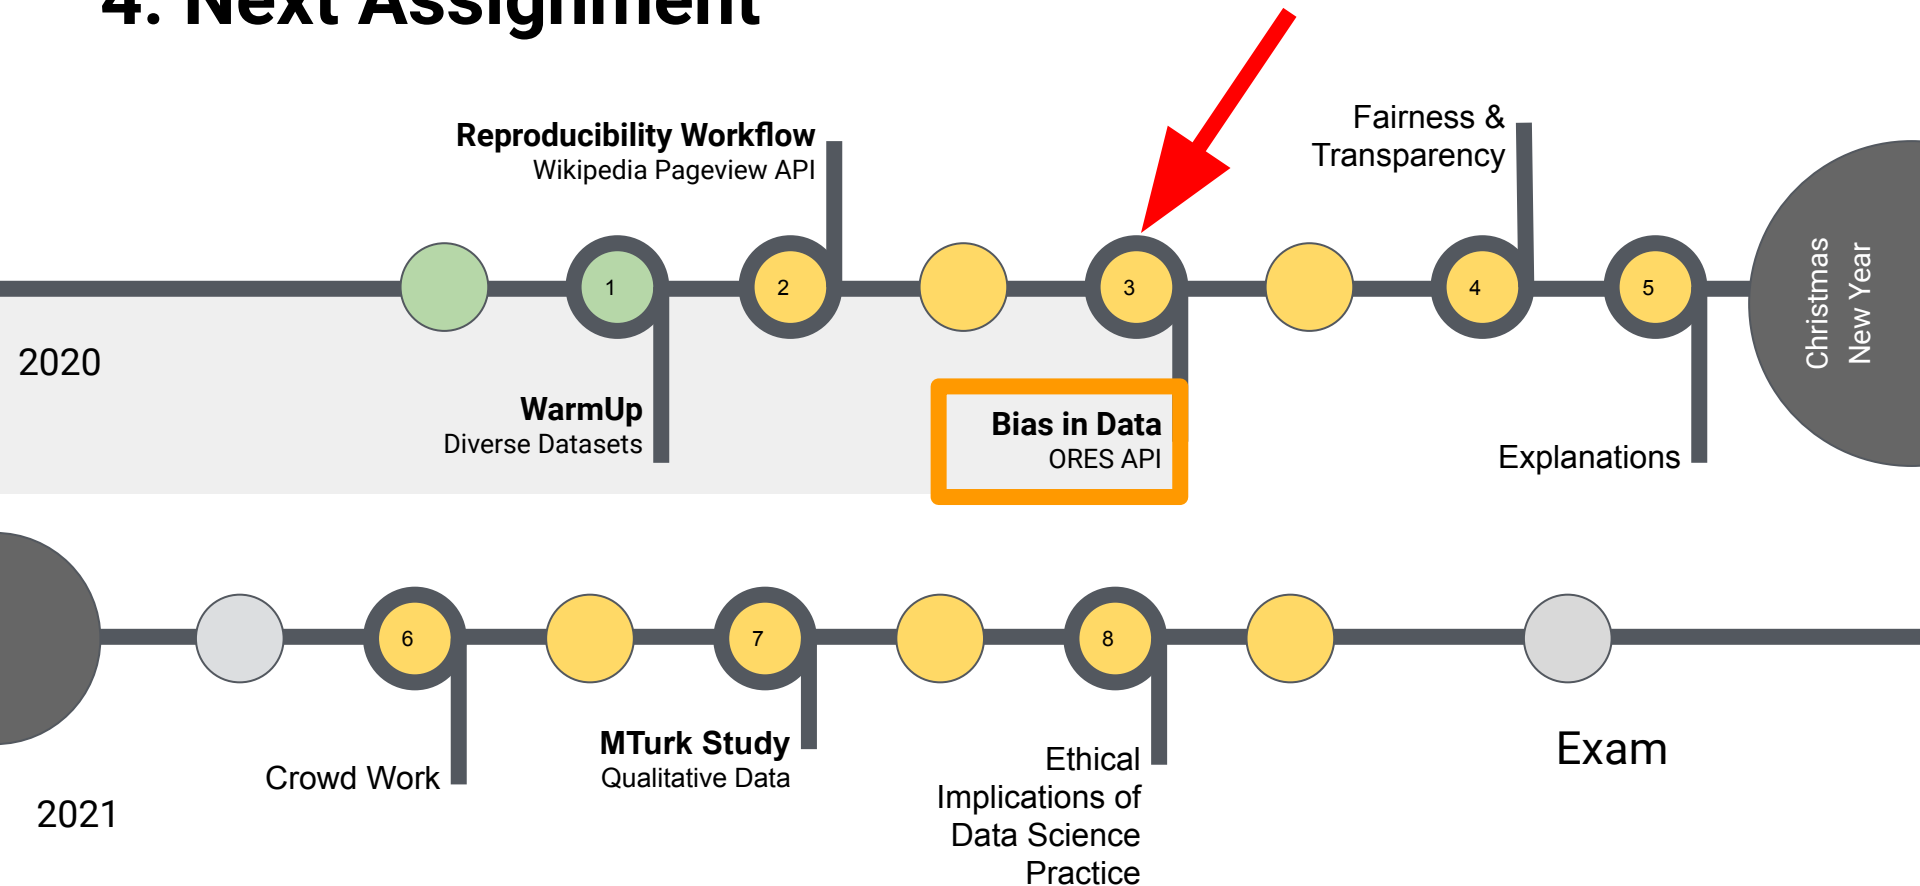 4. Next Assignment
Reproducibility Workflow
Wikipedia Pageview API
Fairness &
Transparency
1
2
3
4
5
Christmas
New Year
2020
WarmUp
Diverse Datasets
Bias in Data
ORES API
Explanations
6
7
8
Crowd Work
MTurk Study
Qualitative Data
Ethical
Implications of
Data Science
Practice
Exam
2021